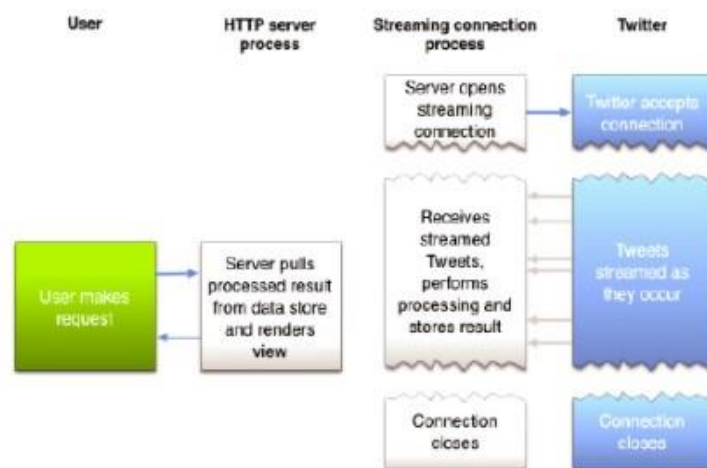 User
HTTP server
process
Streaming connection
process
Twitter
Server opens
streaming
connection
Twitter accepts
connection
User makes
request
Server pulls
processed result
from data store
and renders
view
Receives
streamed
Tweets,
performs
processing and
stores result
Tweets
streamed as
they occur
Connection
closes
Connection
closes